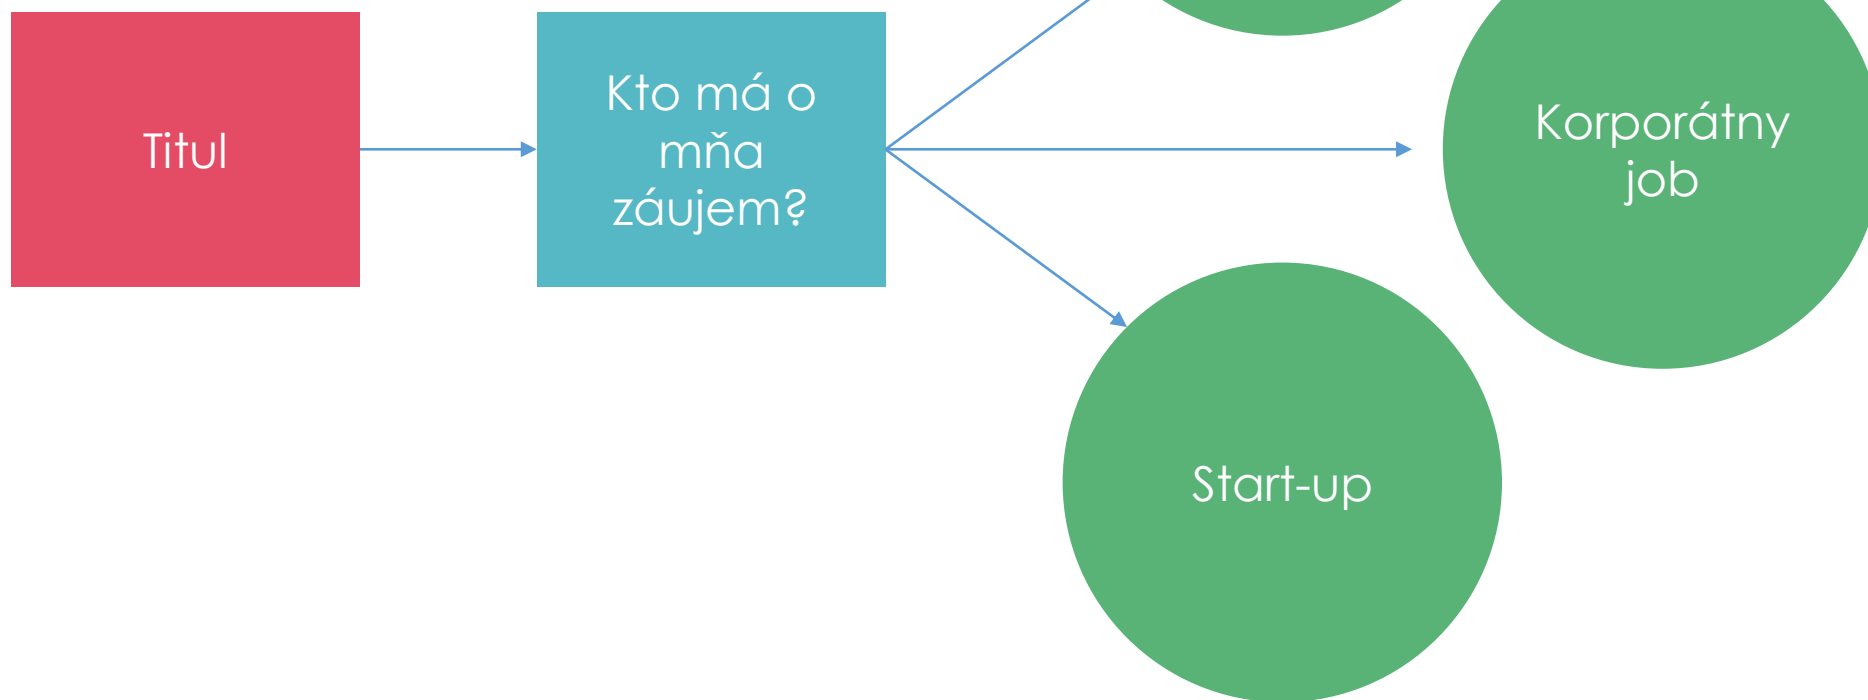 Titul
Kto má o
mňa
záujem?
Korporátny
job
Start-up